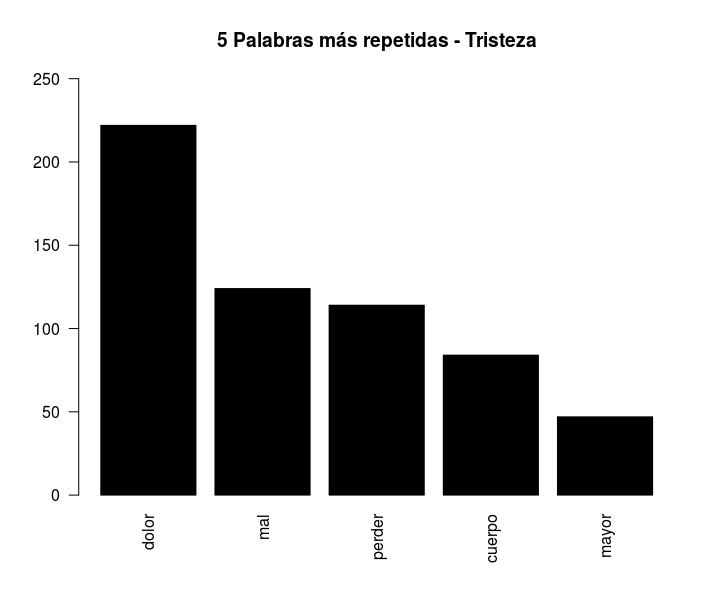 5 Palabras más repetidas - Tristeza
250
200
150
100
50
0
dolor
mal
perder
cuerpo
mayor